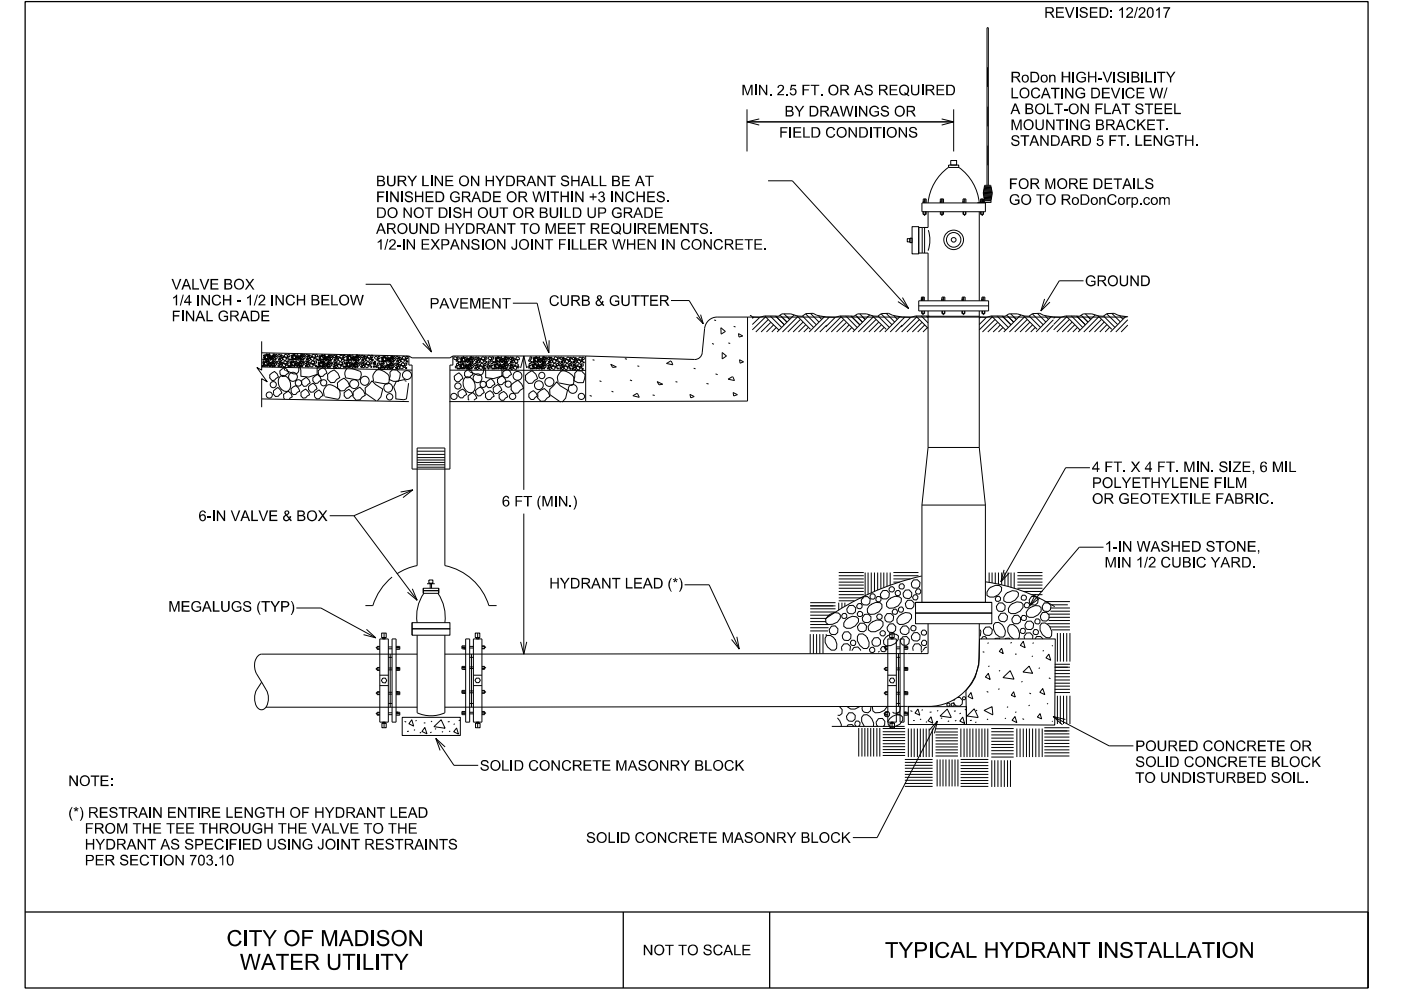 REVISED: 12/2017
RoDon HIGH-VISIBILITY
LOCATING DEVICE W/
A BOLT-ON FLAT STEEL
MOUNTING BRACKET.
STANDARD 5 FT. LENGTH.
FOR MORE DETAILS
GO TO RoDonCorp.com
MIN. 2.5 FT. OR AS REQUIRED
BY DRAWINGS OR
FIELD CONDITIONS
BURY LINE ON HYDRANT SHALL BE AT
FINISHED GRADE OR WITHIN +3 INCHES.
DO NOT DISH OUT OR BUILD UP GRADE
AROUND HYDRANT TO MEET REQUIREMENTS.
1/2-IN EXPANSION JOINT FILLER WHEN IN CONCRETE.
VALVE BOX
1/4 INCH - 1/2 INCH BELOW
FINAL GRADE
PAVEMENT
CURB & GUTTER
GROUND
4 FT. X 4 FT. MIN. SIZE, 6 MIL
POLYETHYLENE FILM
OR GEOTEXTILE FABRIC.
6 FT (MIN.)
6-IN VALVE & BOX
1-IN WASHED STONE,
MIN 1/2 CUBIC YARD.
HYDRANT LEAD (*)
MEGALUGS (TYP)
POURED CONCRETE OR
SOLID CONCRETE BLOCK
TO UNDISTURBED SOIL.
SOLID CONCRETE MASONRY BLOCK
SOLID CONCRETE MASONRY BLOCK
NOTE:
(*) RESTRAIN ENTIRE LENGTH OF HYDRANT LEAD
FROM THE TEE THROUGH THE VALVE TO THE
HYDRANT AS SPECIFIED USING JOINT RESTRAINTS
PER SECTION 703.10
CITY OF MADISON
WATER UTILITY
NOT TO SCALE
TYPICAL HYDRANT INSTALLATION